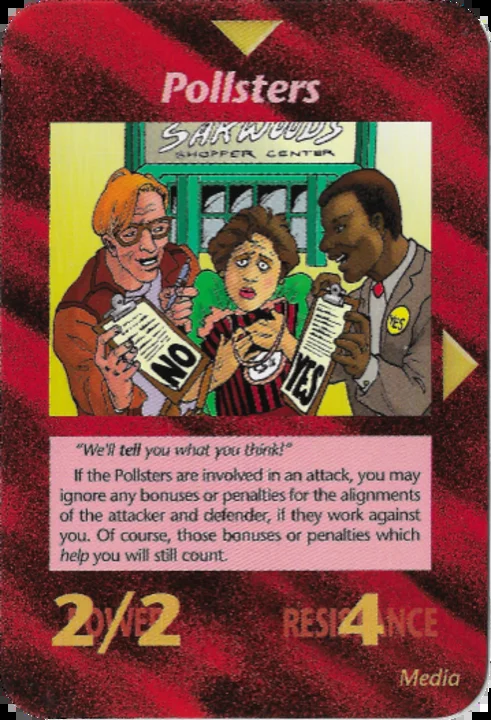 Pollsters
SHOPPER CENTER
NO
YES
YES
"We'll tell you what you think!"
If the Pollsters are involved in an attack, you may
ignore any bonuses or penalties for the alignments
of the attacker and defender, if they work against
you. Of course, those bonuses or penalties which
help you will still count.
2/2 POWER
RESISTANCE 4
Media